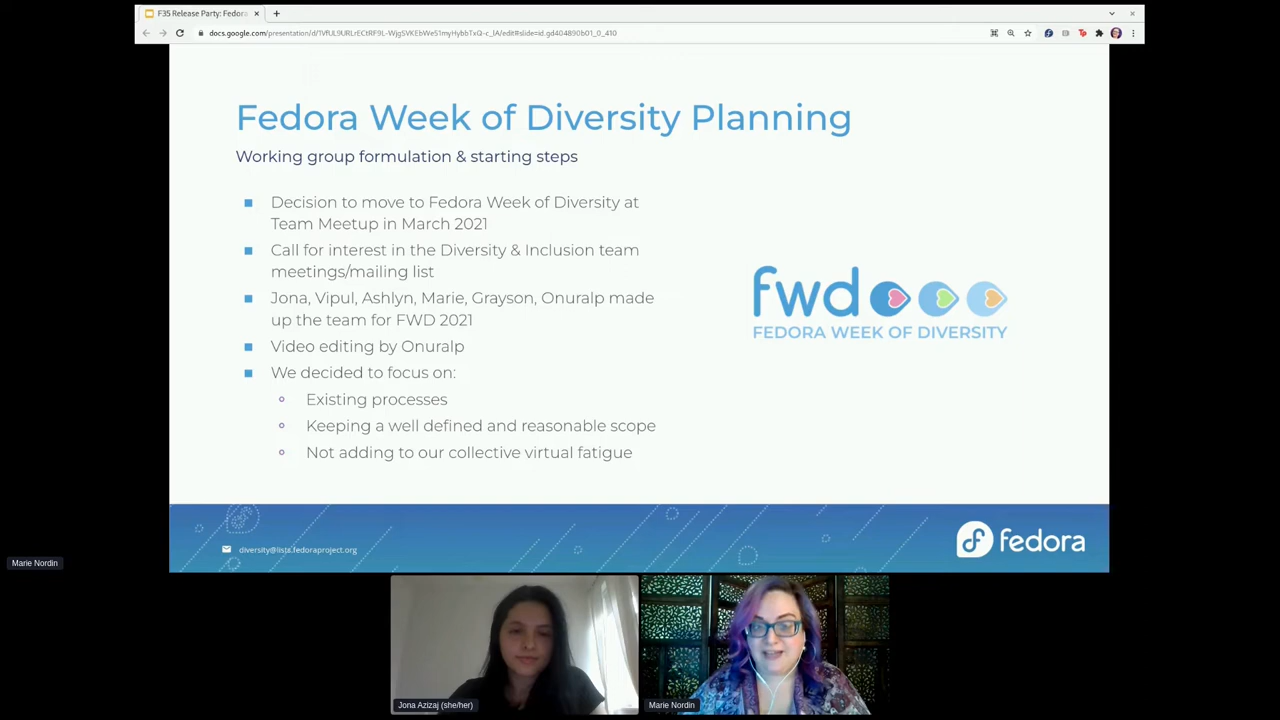 F35 Release Party: Fedora
docs.google.com/presentation/d/
Fedora Week of Diversity Planning
Working group formulation & starting steps
Decision to move to Fedora Week of Diversity at
Team Meetup in March 2021
Call for interest in the Diversity & Inclusion team
meetings/mailing list
Jona, Vipul, Ashlyn, Marie, Grayson, Onuralp made
up the team for FWD 2021
Video editing by Onuralp
We decided to focus on:
Existing processes
Keeping a well defined and reasonable scope
Not adding to our collective virtual fatigue
fwd
FEDORA WEEK OF DIVERSITY
diversity@lists.fedoraproject.org
fedora
Marie Nordin
Jona Azizaj (she/her)
Marie Nordin